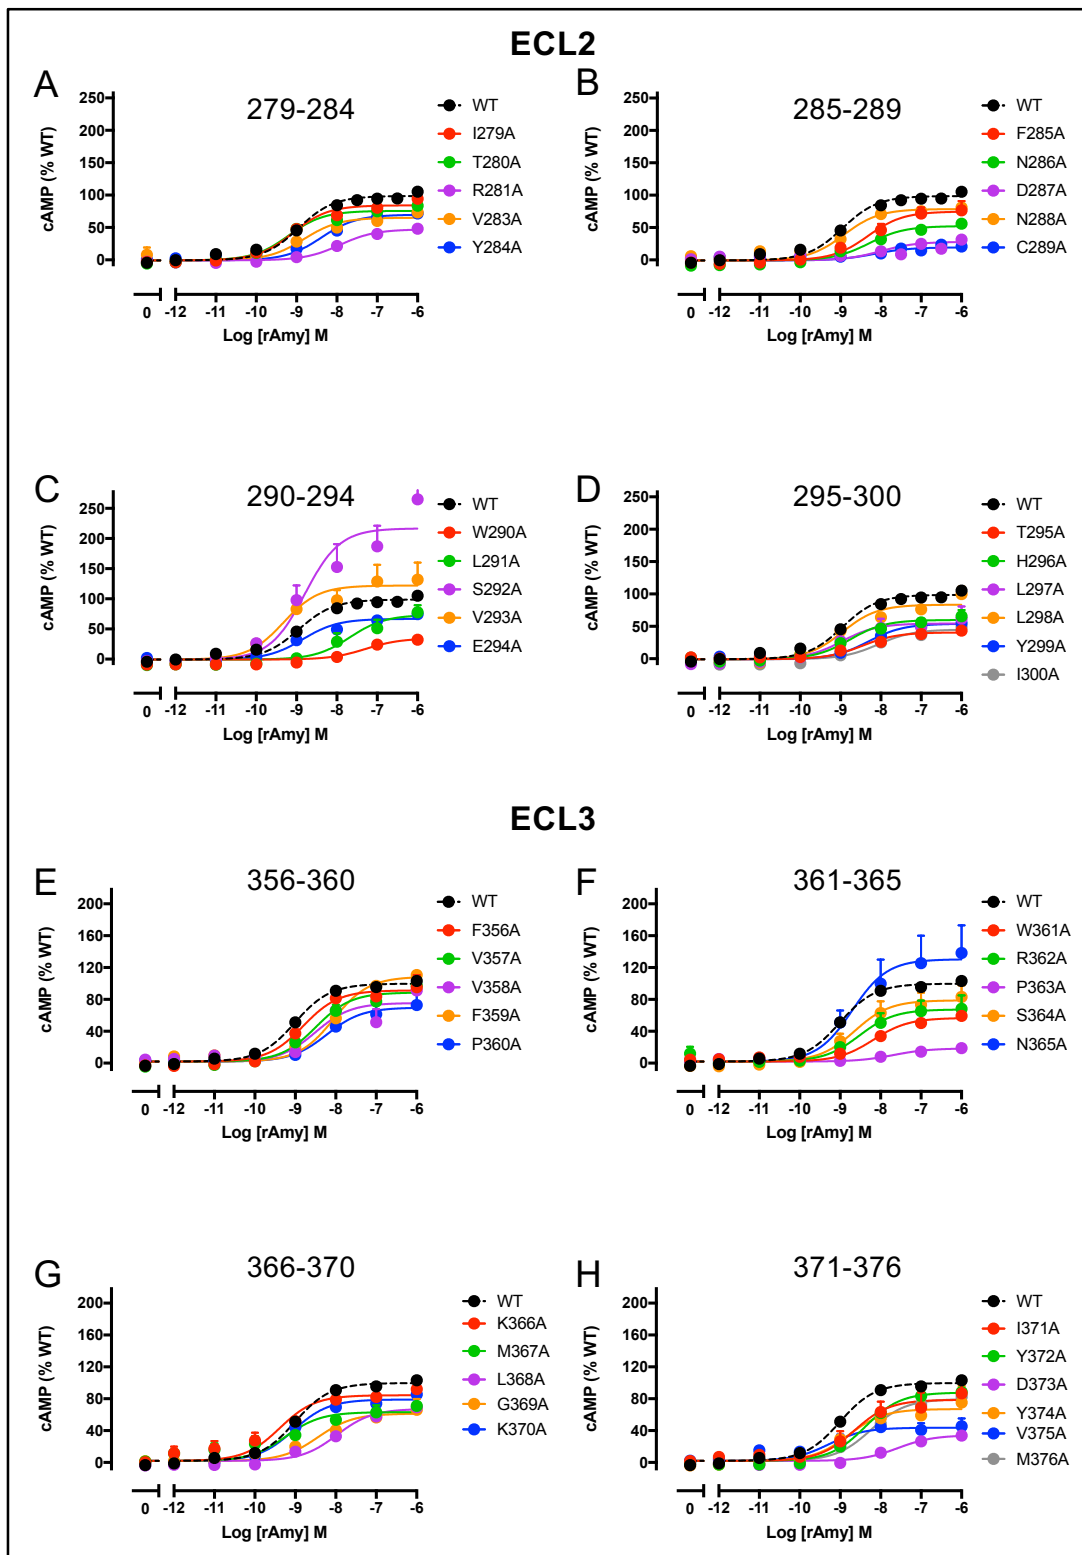 ECL2
A
279-284
cAMP (% WT)
250
200
150
100
50
0
0 -12 -11 -10 -9 -8 -7 -6
Log [rAmy] M
WT
I279A
T280A
R281A
V283A
Y284A
B
285-289
cAMP (% WT)
250
200
150
100
50
0
0 -12 -11 -10 -9 -8 -7 -6
Log [rAmy] M
WT
F285A
N286A
D287A
N288A
C289A
C
290-294
cAMP (% WT)
250
200
150
100
50
0
0 -12 -11 -10 -9 -8 -7 -6
Log [rAmy] M
WT
W290A
L291A
S292A
V293A
E294A
D
295-300
cAMP (% WT)
250
200
150
100
50
0
0 -12 -11 -10 -9 -8 -7 -6
Log [rAmy] M
WT
T295A
H296A
L297A
L298A
Y299A
I300A
ECL3
E
356-360
cAMP (% WT)
200
160
120
80
40
0
0 -12 -11 -10 -9 -8 -7 -6
Log [rAmy] M
WT
F356A
V357A
V358A
F359A
P360A
F
361-365
cAMP (% WT)
200
160
120
80
40
0
0 -12 -11 -10 -9 -8 -7 -6
Log [rAmy] M
WT
W361A
R362A
P363A
S364A
N365A
G
366-370
cAMP (% WT)
200
160
120
80
40
0
0 -12 -11 -10 -9 -8 -7 -6
Log [rAmy] M
WT
K366A
M367A
L368A
G369A
K370A
H
371-376
cAMP (% WT)
200
160
120
80
40
0
0 -12 -11 -10 -9 -8 -7 -6
Log [rAmy] M
WT
I371A
Y372A
D373A
Y374A
V375A
M376A